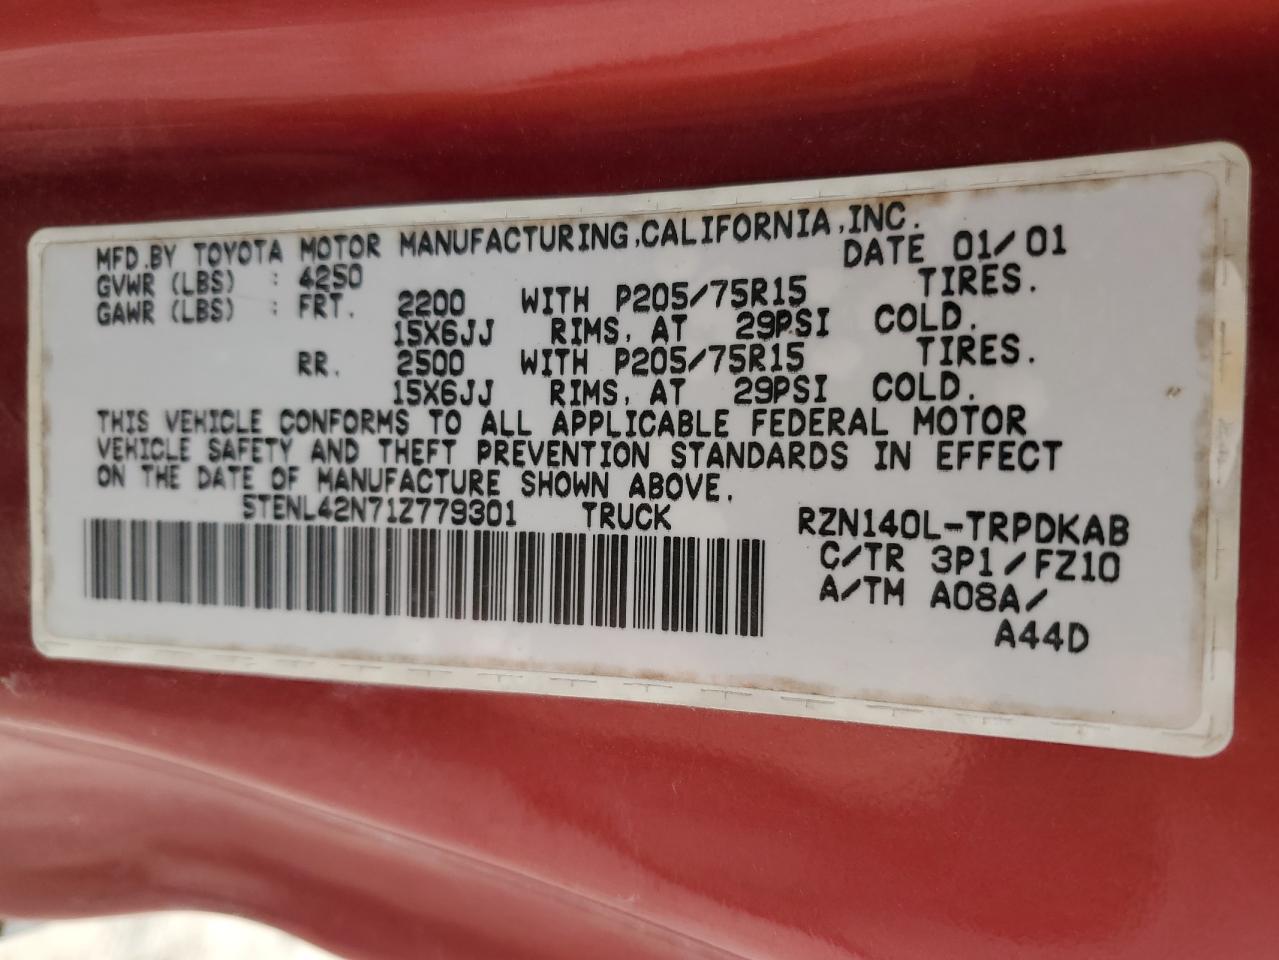 MFD.BY TOYOTA MOTOR MANUFACTURING,CALIFORNIA,INC.
GVWR (LBS) : 4250 DATE 01/01
GAWR (LBS) : FRT. 2200 WITH P205/75R15 TIRES.
15X6JJ RIMS, AT 29PSI COLD.
RR. 2500 WITH P205/75R15 TIRES.
15X6JJ RIMS, AT 29PSI COLD.
THIS VEHICLE CONFORMS TO ALL APPLICABLE FEDERAL MOTOR
VEHICLE SAFETY AND THEFT PREVENTION STANDARDS IN EFFECT
ON THE DATE OF MANUFACTURE SHOWN ABOVE.
5TENL42N71Z779301 TRUCK RZN140L-TRPDKAB
C/TR 3P1/FZ10
A/TM A08A/
A44D